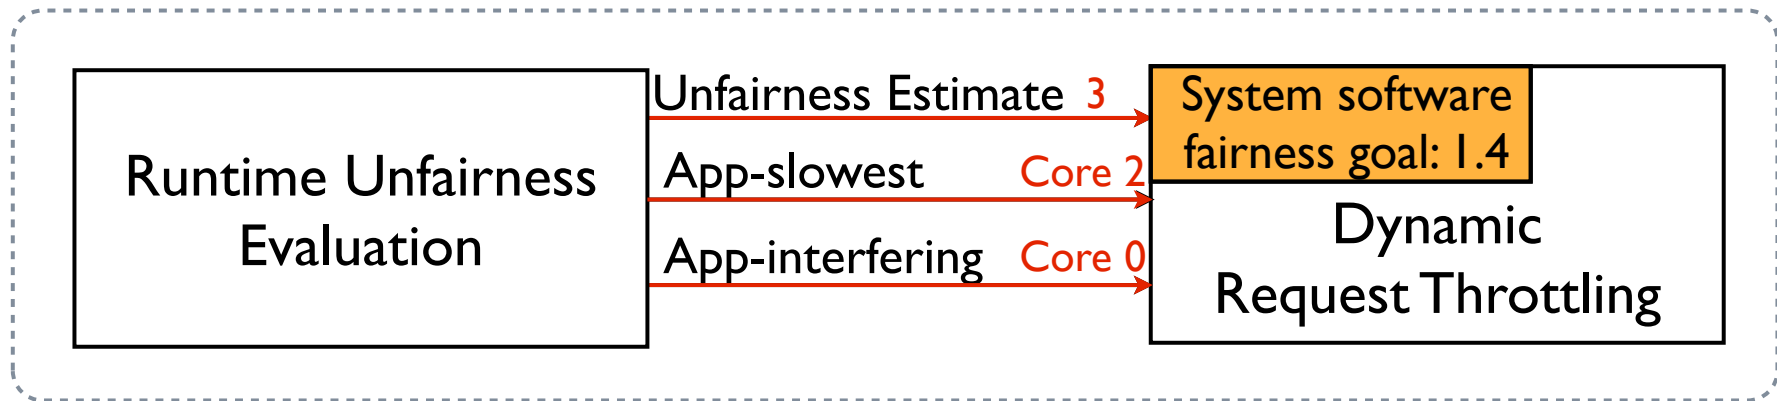 Runtime Unfairness
Evaluation
Unfairness Estimate 3
App-slowest Core 2
App-interfering Core 0
System software
fairness goal: 1.4
Dynamic
Request Throttling